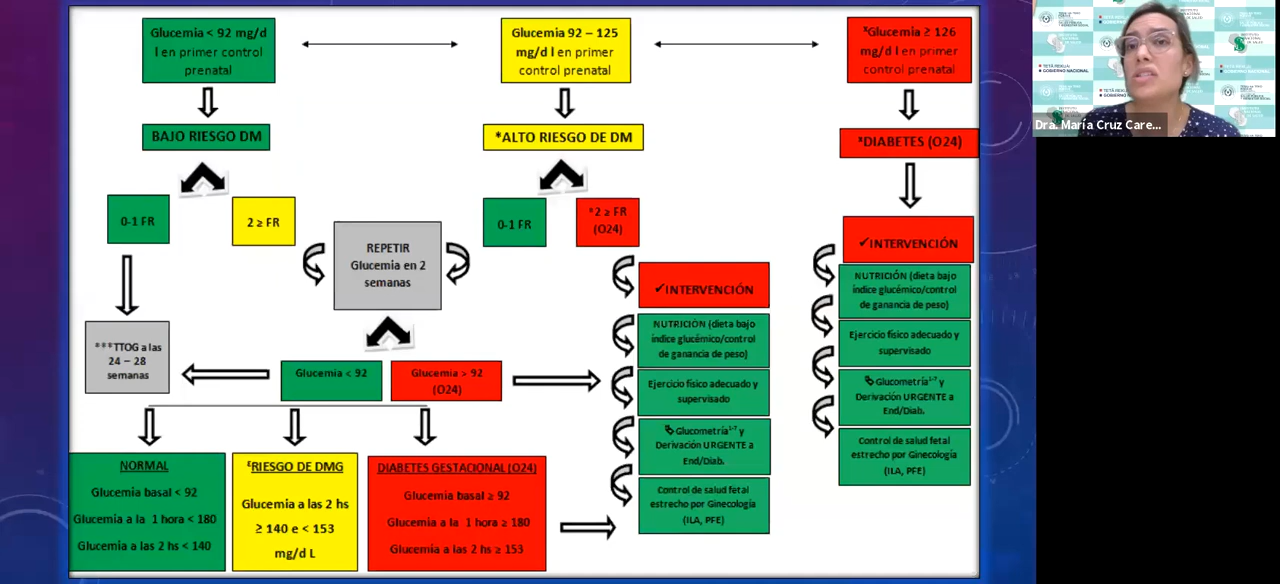 Glucemia < 92 mg/d
l en primer control
prenatal
Glucemia 92 – 125
mg/d l en primer
control prenatal
*Glucemia ≥ 126
mg/d l en primer
control prenatal
BAJO RIESGO DM
*ALTO RIESGO DE DM
*DIABETES (O24)
0-1 FR
2 ≥ FR
0-1 FR
*2 ≥ FR
(O24)
REPETIR
Glucemia en 2
semanas
✓INTERVENCIÓN
NUTRICIÓN (dieta bajo
índice glucémico/control
de ganancia de peso)
Ejercicio físico adecuado y
supervisado
Glucometría¹⁻⁷ y
Derivación URGENTE a
End/Diab.
Control de salud fetal
estrecho por Ginecología
(ILA, PFE)
✓INTERVENCIÓN
NUTRICIÓN (dieta bajo
índice glucémico/control
de ganancia de peso)
Ejercicio físico adecuado y
supervisado
Glucometría¹⁻⁷ y
Derivación URGENTE a
End/Diab.
Control de salud fetal
estrecho por Ginecología
(ILA, PFE)
***TTOG a las
24 – 28
semanas
Glucemia < 92
Glucemia > 92
(O24)
NORMAL
Glucemia basal < 92
Glucemia a la 1 hora < 180
Glucemia a las 2 hs < 140
£RIESGO DE DMG
Glucemia a las 2 hs
≥ 140 e < 153
mg/d L
DIABETES GESTACIONAL (O24)
Glucemia basal ≥ 92
Glucemia a la 1 hora ≥ 180
Glucemia a las 2 hs ≥ 153
Dra. María Cruz Care...